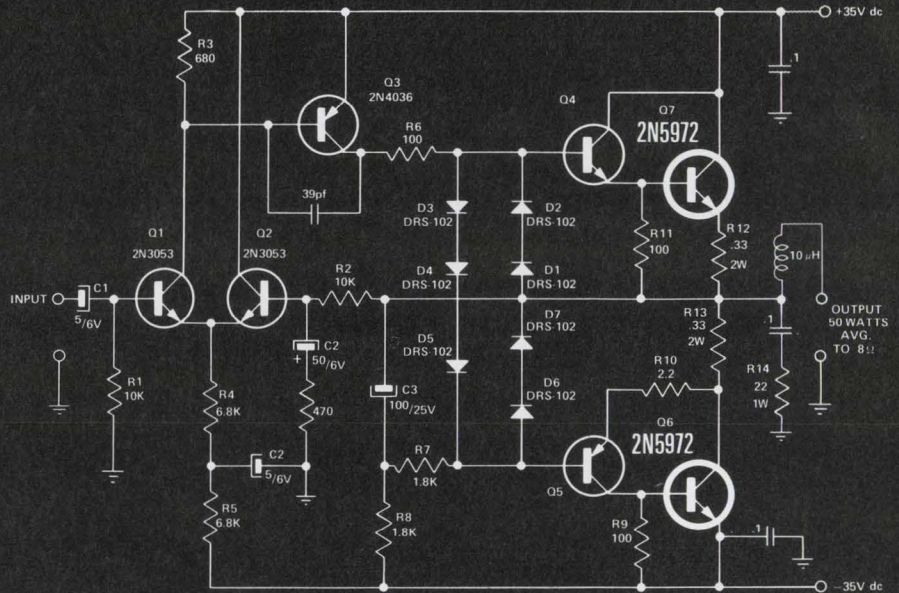 +35V dc
R3
680
.1
Q3
2N4036
Q4
Q7
2N5972
R6
100
39pf
D3
DRS-102
D2
DRS-102
R12
.33
2W
R11
100
10 µH
Q1
2N3053
Q2
2N3053
R2
10K
D4
DRS-102
D1
DRS-102
INPUT
C1
5/6V
OUTPUT
50 WATTS
AVG.
TO 8Ω
D7
DRS-102
R13
.33
2W
.1
C2
+ 50/6V
D5
DRS-102
R10
2.2
R14
22
1W
R1
10K
R4
6.8K
C3
100/25V
D6
DRS-102
470
Q6
2N5972
C2
5/6V
R7
1.8K
Q5
R5
6.8K
R8
1.8K
R9
100
.1
-35V dc